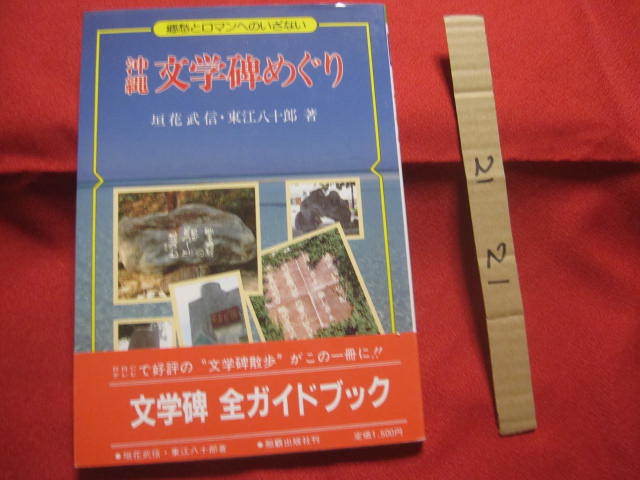 郷愁とロマンへのいざない
沖縄 文学碑めぐり
垣花武信・東江八十郎 著
で好評の“文学碑散歩”がこの一冊に!!
文学碑 全ガイドブック
定価1,500円
●垣花武信・東江八十郎著
出版社刊
21
21